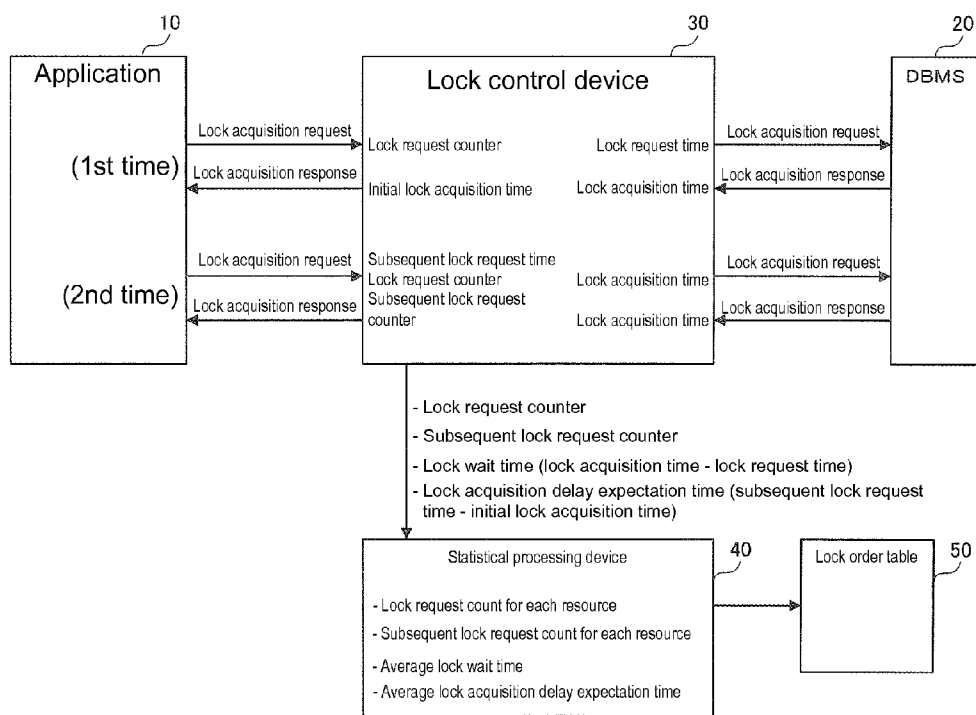 10
30
20
Application
Lock control device
DBMS
Lock acquisition request
Lock request counter
Lock request time
Lock acquisition request
(1st time)
Lock acquisition response
Initial lock acquisition time
Lock acquisition time
Lock acquisition response
Lock acquisition request
Subsequent lock request time
Lock request counter
Lock acquisition time
Lock acquisition request
(2nd time)
Lock acquisition response
Subsequent lock request
counter
Lock acquisition time
Lock acquisition response
- Lock request counter
- Subsequent lock request counter
- Lock wait time (lock acquisition time - lock request time)
- Lock acquisition delay expectation time (subsequent lock request
time - initial lock acquisition time)
Statistical processing device
40
Lock order table
50
- Lock request count for each resource
- Subsequent lock request count for each resource
- Average lock wait time
- Average lock acquisition delay expectation time